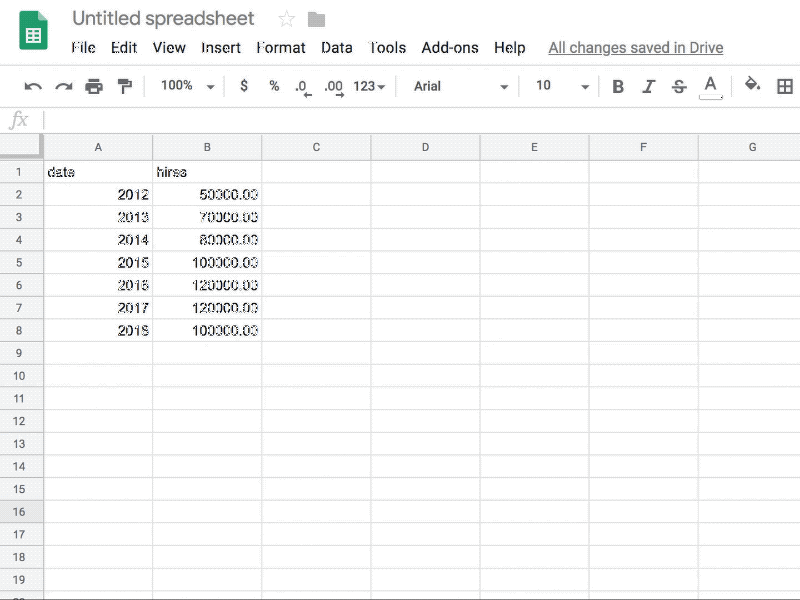 Untitled spreadsheet
File Edit View Insert Format Data Tools Add-ons Help All changes saved in Drive
100% $ % .0 .00 123 Arial 10 B I S A
fx
A B C D E F G
1 date hires
2 2012 50000.00
3 2013 70000.00
4 2014 80000.00
5 2015 100000.00
6 2016 120000.00
7 2017 120000.00
8 2018 100000.00
9
10
11
12
13
14
15
16
17
18
19